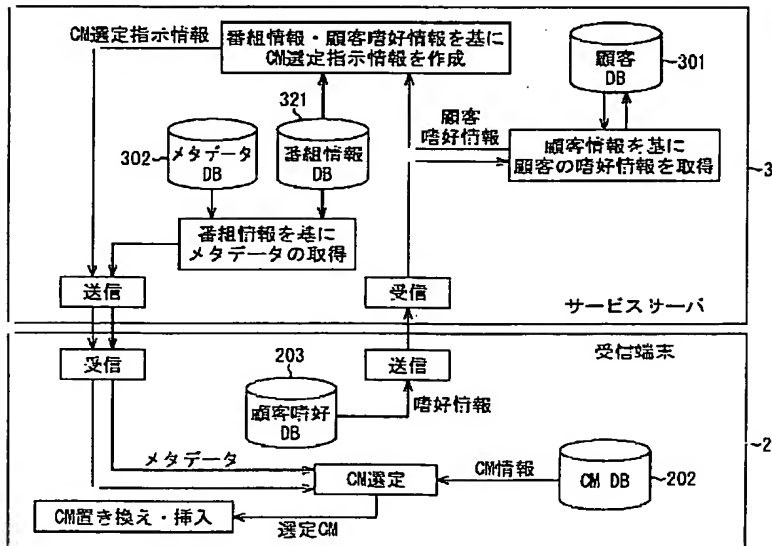 CM選定指示情報
番組情報・顧客嗜好情報を基に
CM選定指示情報を作成
顧客
DB
301
321
顧客
嗜好情報
302
メタデータ
DB
番組情報
DB
顧客情報を基に
顧客の嗜好情報を取得
3
番組情報を基に
メタデータの取得
送信
受信
サービスサーバ
受信
送信
受信端末
203
顧客嗜好
DB
嗜好情報
2
メタデータ
CM選定
CM情報
CM DB
202
CM置き換え・挿入
選定CM